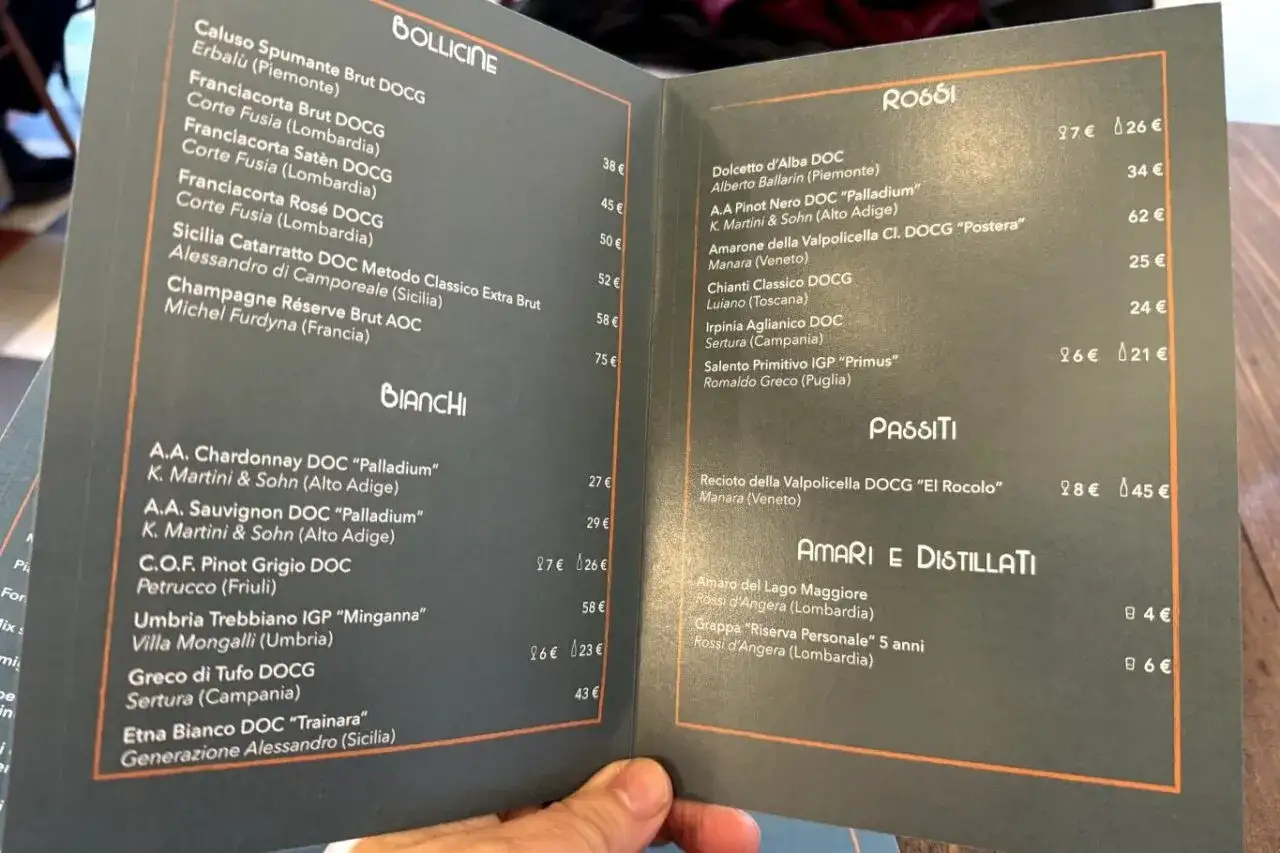 BOLLICINE
Caluso Spumante Brut DOCG
Erbalù (Piemonte)
38 €
Franciacorta Brut DOCG
Corte Fusia (Lombardia)
45 €
Franciacorta Satèn DOCG
Corte Fusia (Lombardia)
50 €
Franciacorta Rosé DOCG
Corte Fusia (Lombardia)
52 €
Sicilia Catarratto DOC Metodo Classico Extra Brut
Alessandro di Camporeale (Sicilia)
58 €
Champagne Réserve Brut AOC
Michel Furdyna (Francia)
75 €
BIANCHI
A.A. Chardonnay DOC “Palladium”
K. Martini & Sohn (Alto Adige)
27 €
A.A. Sauvignon DOC “Palladium”
K. Martini & Sohn (Alto Adige)
29 €
C.O.F. Pinot Grigio DOC
7 € 26 €
Petrucco (Friuli)
Umbria Trebbiano IGP “Minganna”
58 €
Villa Mongalli (Umbria)
Greco di Tufo DOCG
6 € 23 €
Sertura (Campania)
Etna Bianco DOC “Trainara”
43 €
Generazione Alessandro (Sicilia)
ROSSI
Dolcetto d’Alba DOC
7 € 26 €
Alberto Ballarin (Piemonte)
A.A Pinot Nero DOC “Palladium”
34 €
K. Martini & Sohn (Alto Adige)
Amarone della Valpolicella Cl. DOCG “Postera”
62 €
Manara (Veneto)
Chianti Classico DOCG
25 €
Luiano (Toscana)
Irpinia Aglianico DOC
24 €
Sertura (Campania)
Salento Primitivo IGP “Primus”
6 € 21 €
Romaldo Greco (Puglia)
PASSITI
Recioto della Valpolicella DOCG “El Rocolo”
8 € 45 €
Manara (Veneto)
AMARI E DISTILLATI
Amaro del Lago Maggiore
4 €
Rossi d’Angera (Lombardia)
Grappa “Riserva Personale” 5 anni
6 €
Rossi d’Angera (Lombardia)